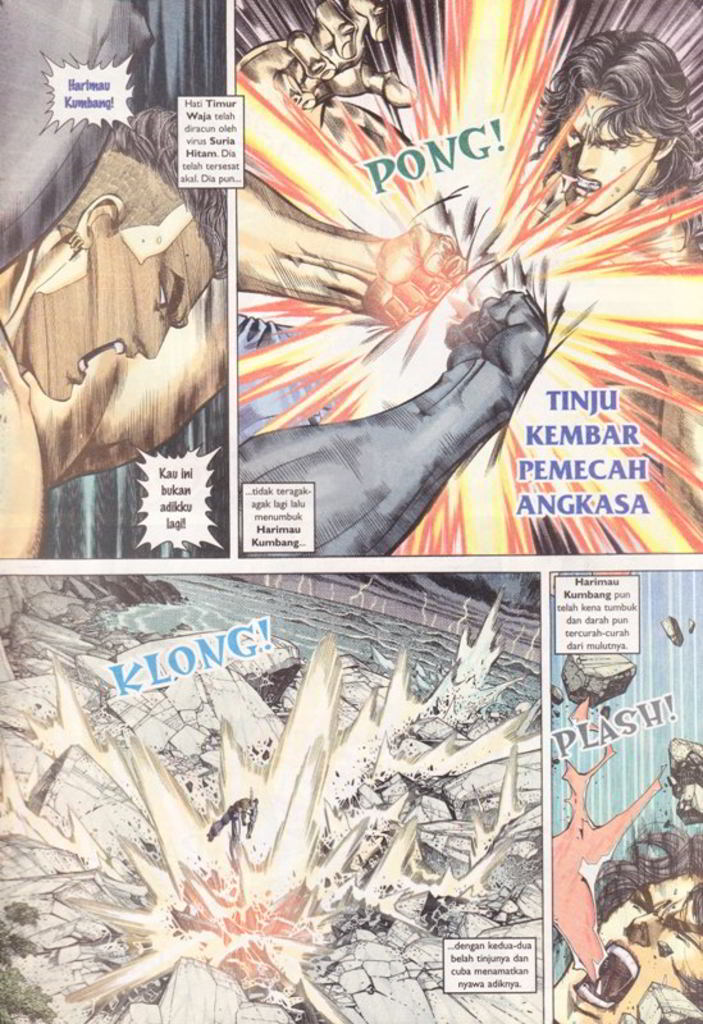 Harimau
Kumbang!
Hati Timur
Waja telah
diracun oleh
virus Suria
Hitam. Dia
telah tersesat
akal. Dia pun...
Kau ini
bukan
adikku
lagi!
PONG!
TINJU
KEMBAR
PEMECAH
ANGKASA
...tidak teragak-
agak lagi lalu
menumbuk
Harimau
Kumbang...
KLONG!
...dengan kedua-dua
belah tinjunya dan
cuba menamatkan
nyawa adiknya.
Harimau
Kumbang pun
telah kena tumbuk
dan darah pun
tercurah-curah
dari mulutnya.
PLASH!